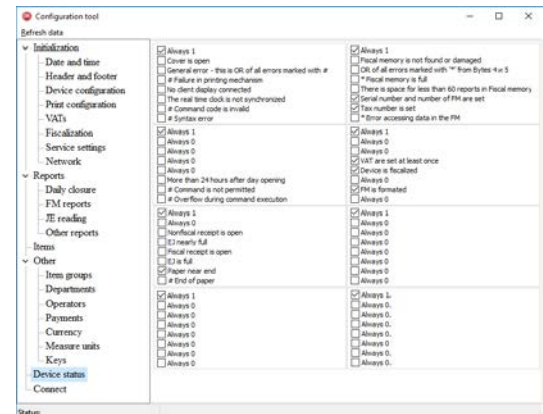 Configuration tool
Refresh data
Initialization
Date and time
Header and footer
Device configuration
Print configuration
VATs
Fiscalization
Service settings
Network
Reports
Daily closure
FM reports
JE reading
Other reports
Items
Other
Item groups
Departments
Operators
Payments
Currency
Measure units
Keys
Device status
Connect
Always 1
Cover is open
General error - this is OR of all errors marked with #
# Failure in printing mechanism
No client display connected
The real time clock is not synchronized
# Command code is invalid
# Syntax error
Always 1
Fiscal memory is not found or damaged
OR of all errors marked with '*' from Bytes 4 и 5
* Fiscal memory is full
There is space for less than 60 reports in Fiscal memory
Serial number and number of FM are set
Tax number is set
* Error accessing data in the FM
Always 1
Always 0
Always 0
Always 0
Always 0
More than 24 hours after day opening
# Command is not permitted
# Overflow during command execution
Always 1
Always 0
Always 0
VAT are set at least once
Device is fiscalized
Always 0
FM is formated
Always 0
Always 1
Always 0
Nonfiscal receipt is open
EJ nearly full
Fiscal receipt is open
EJ is full
Paper near end
# End of paper
Always 1
Always 0
Always 0
Always 0
Always 0
Always 0
Always 0
Always 0
Always 1
Always 0
Always 0
Always 0
Always 0
Always 0
Always 0
Always 0
Always 1.
Always 0.
Always 0.
Always 0.
Always 0.
Always 0.
Always 0.
Always 0.
Status: